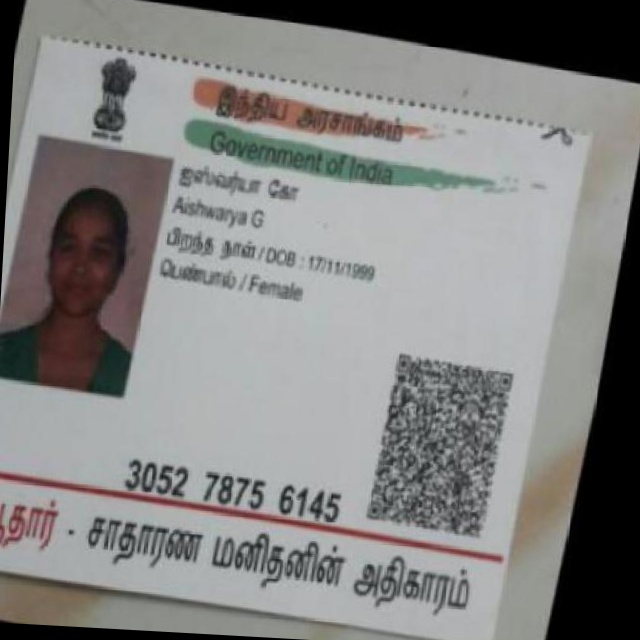 இந்திய அரசாங்கம்
Government of India
ஐஸ்வர்யா கோ
Aishwarya G
பிறந்த நாள் / DOB : 17/11/1999
பெண்பால் / Female
3052 7875 6145
ஆதார் - சாதாரண மனிதனின் அதிகாரம்